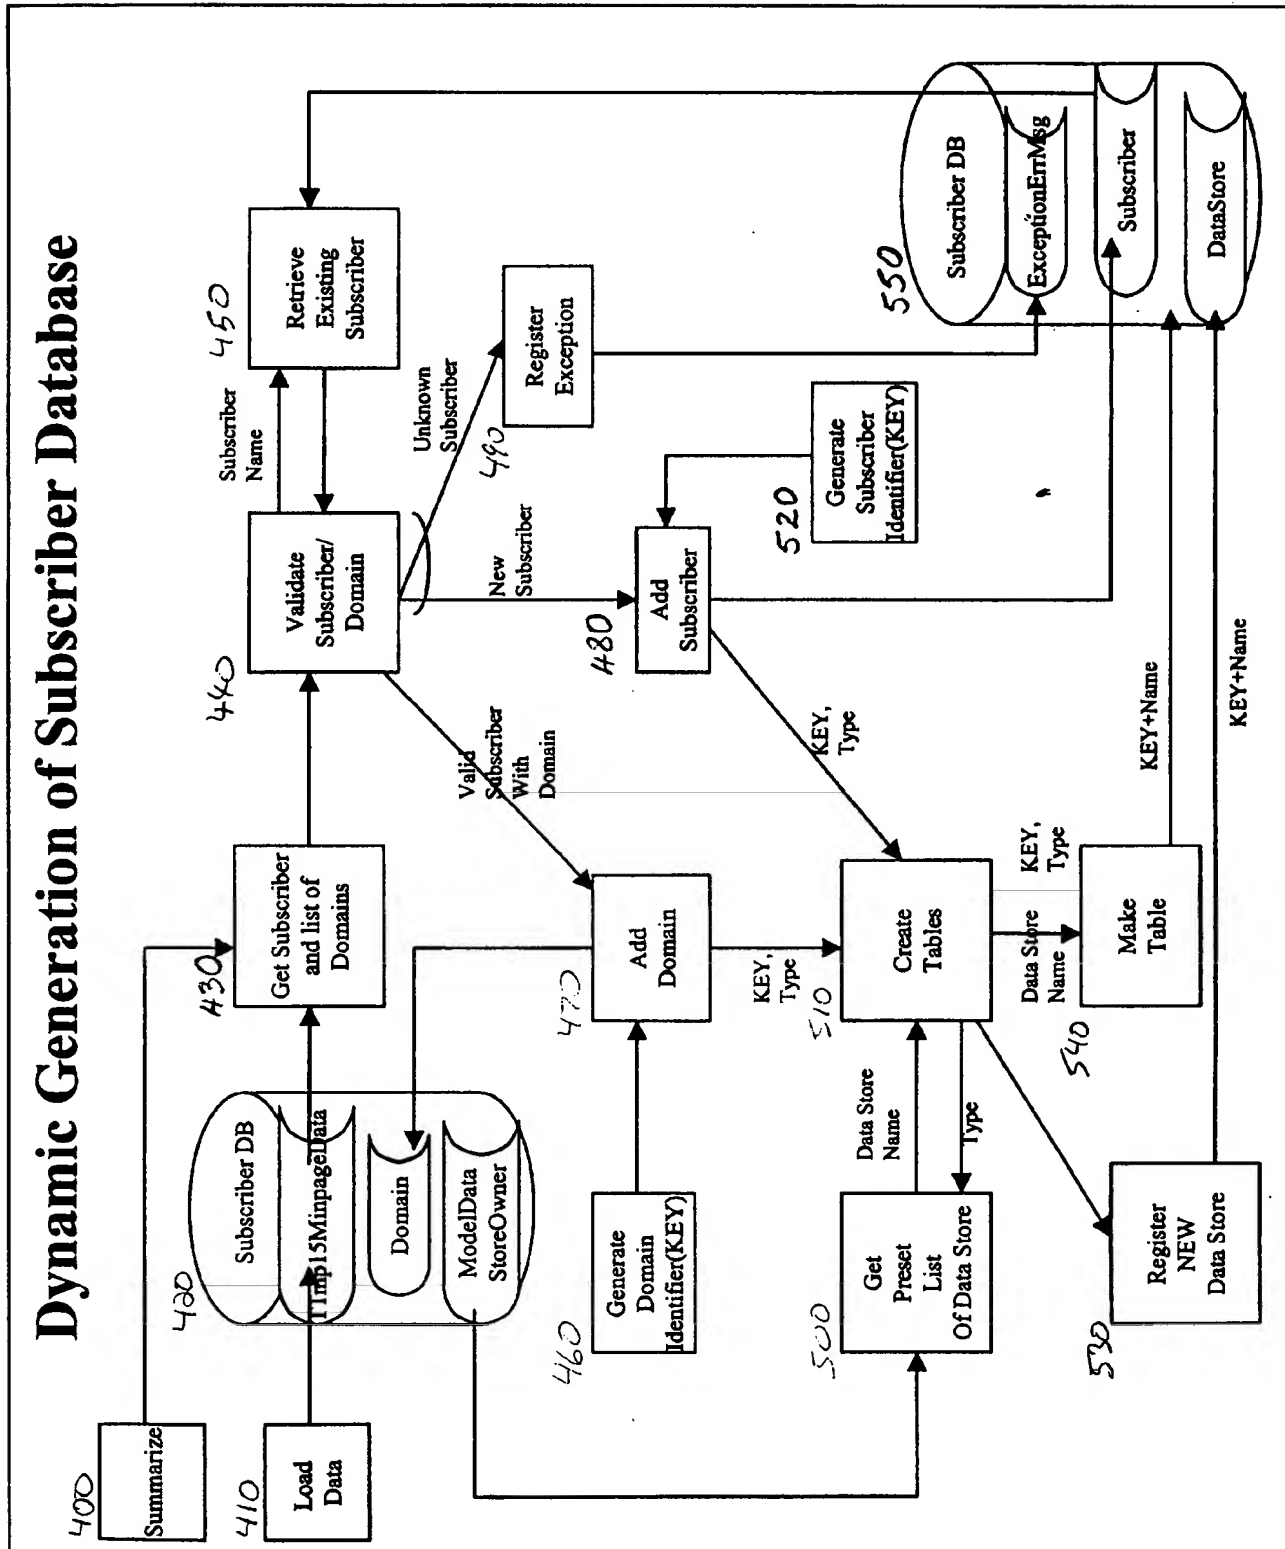 Dynamic Generation of Subscriber Database
400
Summarize
410
Load
Data
420
Subscriber DB
T1mp15MinpageData
Domain
ModelData
StoreOwner
430
Get Subscriber
and list of
Domains
440
Validate
Subscriber/
Domain
Subscriber
Name
450
Retrieve
Existing
Subscriber
Unknown
Subscriber
490
Register
Exception
New
Subscriber
Valid
Subscriber
With
Domain
460
Generate
Domain
Identifier(KEY)
470
Add
Domain
480
Add
Subscriber
520
Generate
Subscriber
Identifier(KEY)
KEY,
Type
KEY,
Type
500
Get
Preset
List
Of Data Store
Data Store
Name
Type
510
Create
Tables
Data Store
Name
KEY,
Type
530
Register
NEW
Data Store
540
Make
Table
KEY+Name
KEY+Name
550
Subscriber DB
ExceptionErrMsg
Subscriber
DataStore